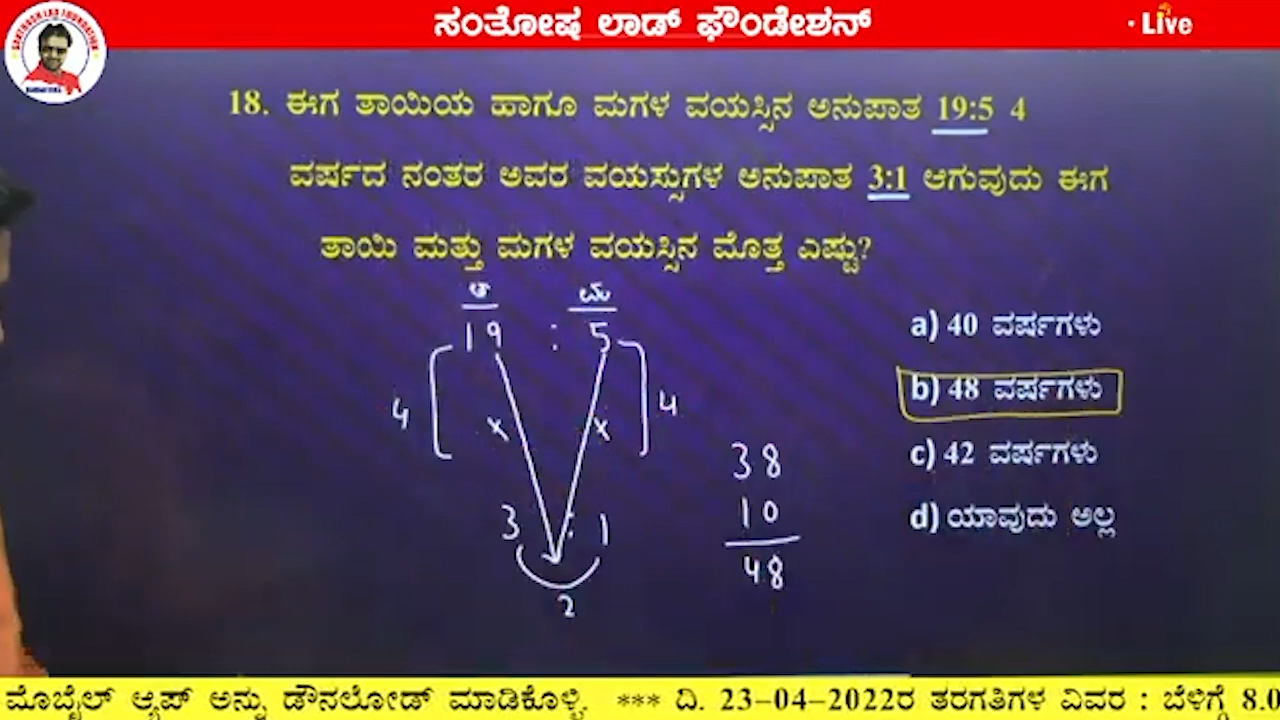 ಸಂತೋಷ ಲಾಡ್ ಫೌಂಡೇಶನ್
Live
18. ಈಗ ತಾಯಿಯ ಹಾಗೂ ಮಗಳ ವಯಸ್ಸಿನ ಅನುಪಾತ 19:5 4
ವರ್ಷದ ನಂತರ ಅವರ ವಯಸ್ಸುಗಳ ಅನುಪಾತ 3:1 ಆಗುವುದು ಈಗ
ತಾಯಿ ಮತ್ತು ಮಗಳ ವಯಸ್ಸಿನ ಮೊತ್ತ ಎಷ್ಟು?
19 : 5
4 x x 4
3 : 1
2
38
10
48
a) 40 ವರ್ಷಗಳು
b) 48 ವರ್ಷಗಳು
c) 42 ವರ್ಷಗಳು
d) ಯಾವುದು ಅಲ್ಲ
ಮೊಬೈಲ್ ಆ್ಯಪ್ ಅನ್ನು ಡೌನಲೋಡ್ ಮಾಡಿಕೊಳ್ಳಿ. *** ದಿ. 23-04-2022ರ ತರಗತಿಗಳ ವಿವರ : ಬೆಳಿಗ್ಗೆ 8.0